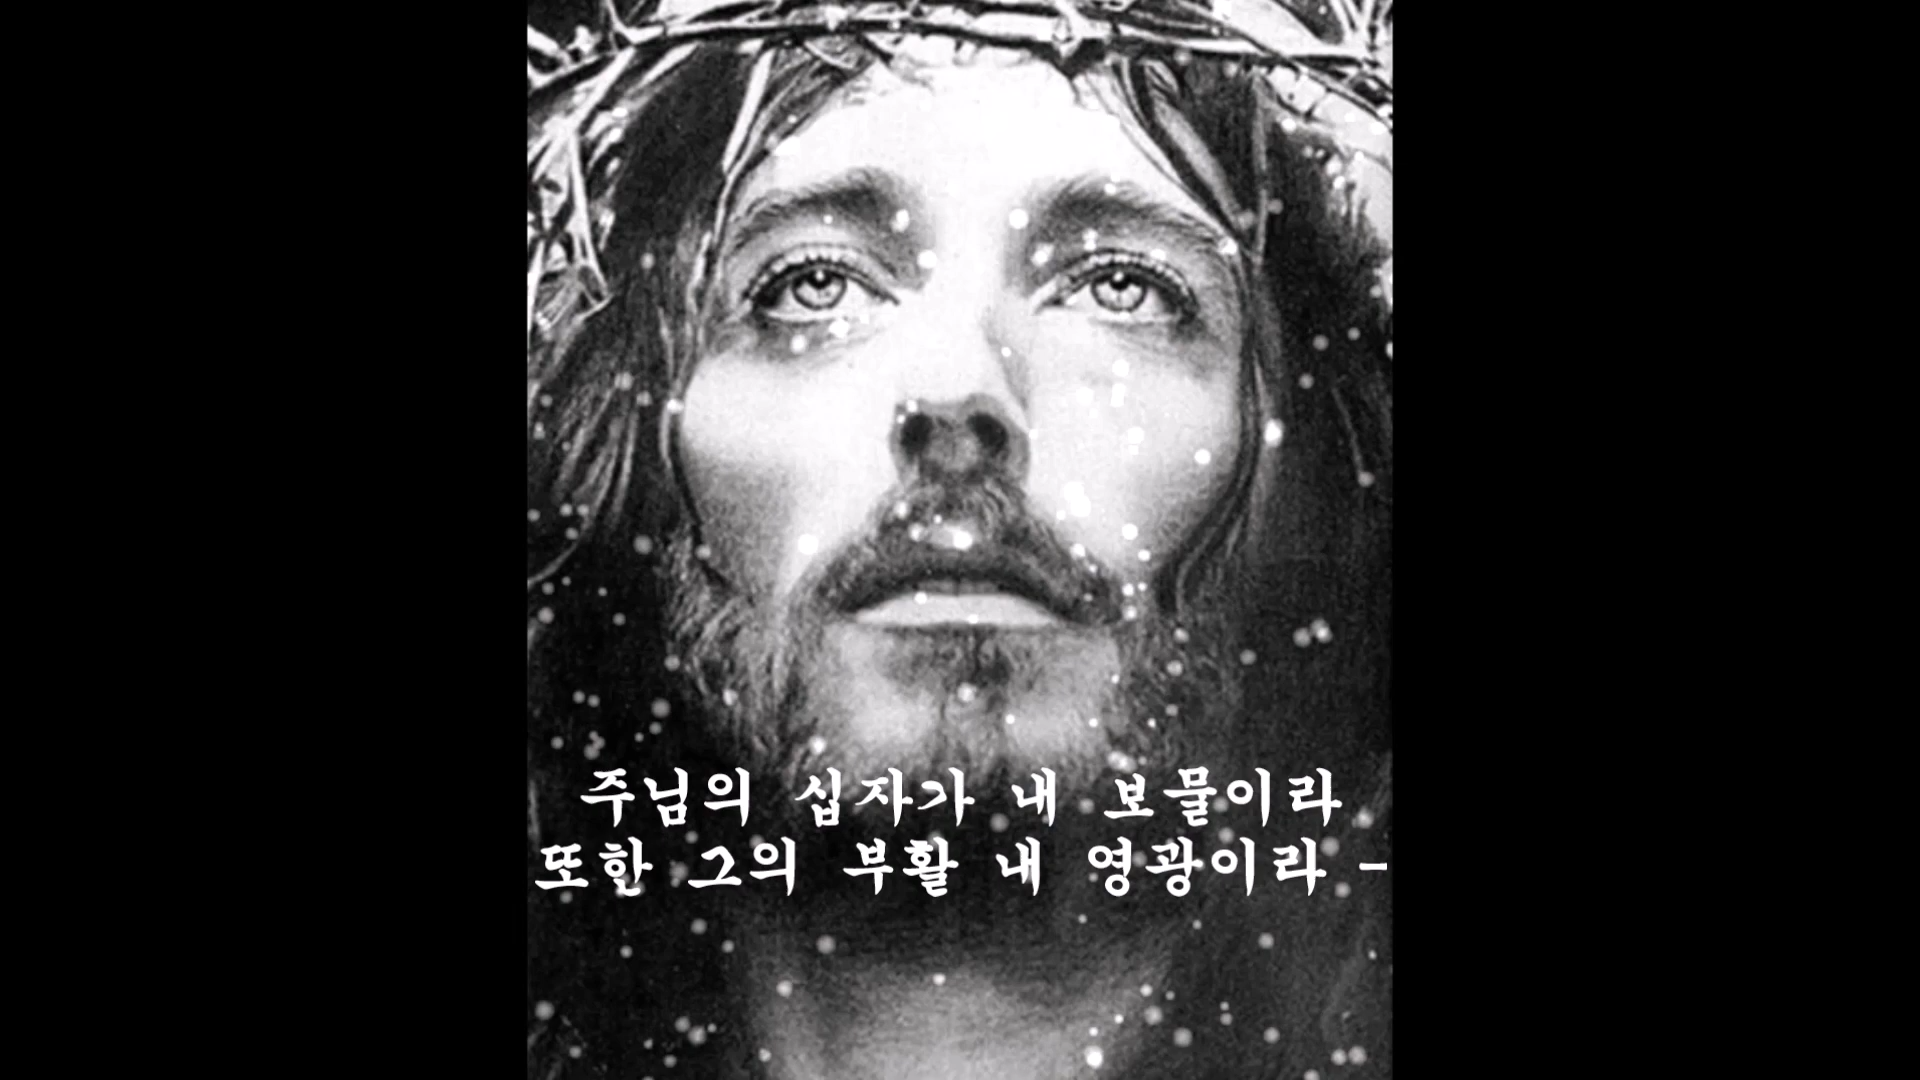 주님의 십자가 내 보물이라
또한 그의 부활 내 영광이라 -